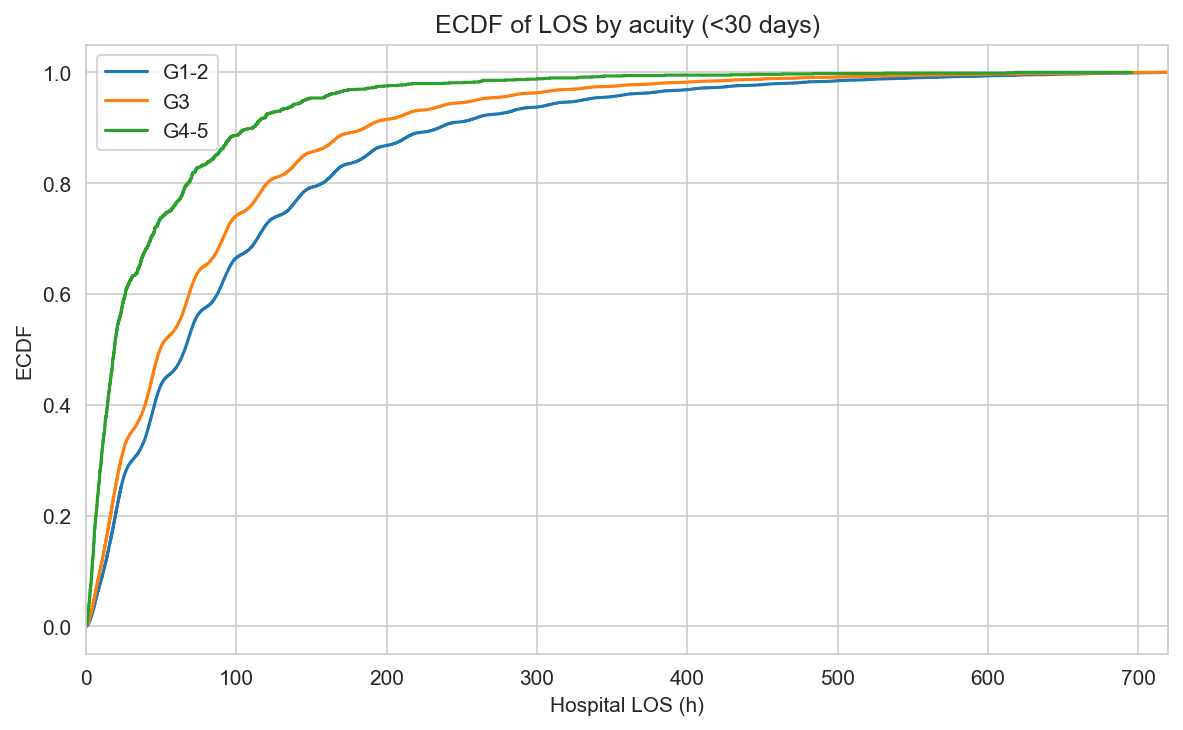 ECDF of LOS by acuity (<30 days)
G1-2
G3
G4-5
1.0
0.8
0.6
0.4
0.2
0.0
ECDF
0 100 200 300 400 500 600 700
Hospital LOS (h)